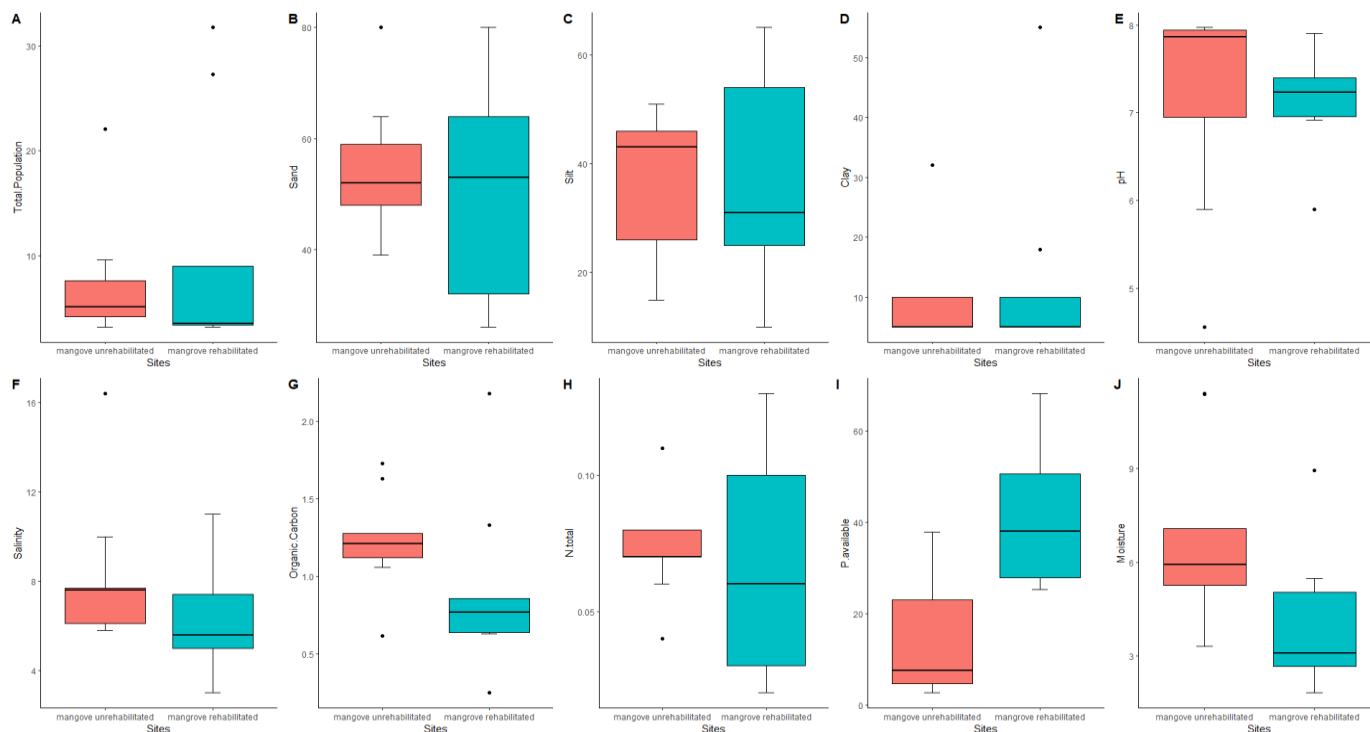 A
Total.Population
30
20
10
mangove unrehabilitated
mangrove rehabilitated
Sites
B
Sand
80
60
40
mangove unrehabilitated
mangrove rehabilitated
Sites
C
Silt
60
40
20
mangove unrehabilitated
mangrove rehabilitated
Sites
D
Clay
50
40
30
20
10
mangove unrehabilitated
mangrove rehabilitated
Sites
E
pH
8
7
6
5
mangove unrehabilitated
mangrove rehabilitated
Sites
F
Salinity
16
12
8
4
mangove unrehabilitated
mangrove rehabilitated
Sites
G
Organic.Carbon
2.0
1.5
1.0
0.5
mangove unrehabilitated
mangrove rehabilitated
Sites
H
N.total
0.10
0.05
mangove unrehabilitated
mangrove rehabilitated
Sites
I
P.available
60
40
20
0
mangove unrehabilitated
mangrove rehabilitated
Sites
J
Moisture
9
6
3
mangove unrehabilitated
mangrove rehabilitated
Sites